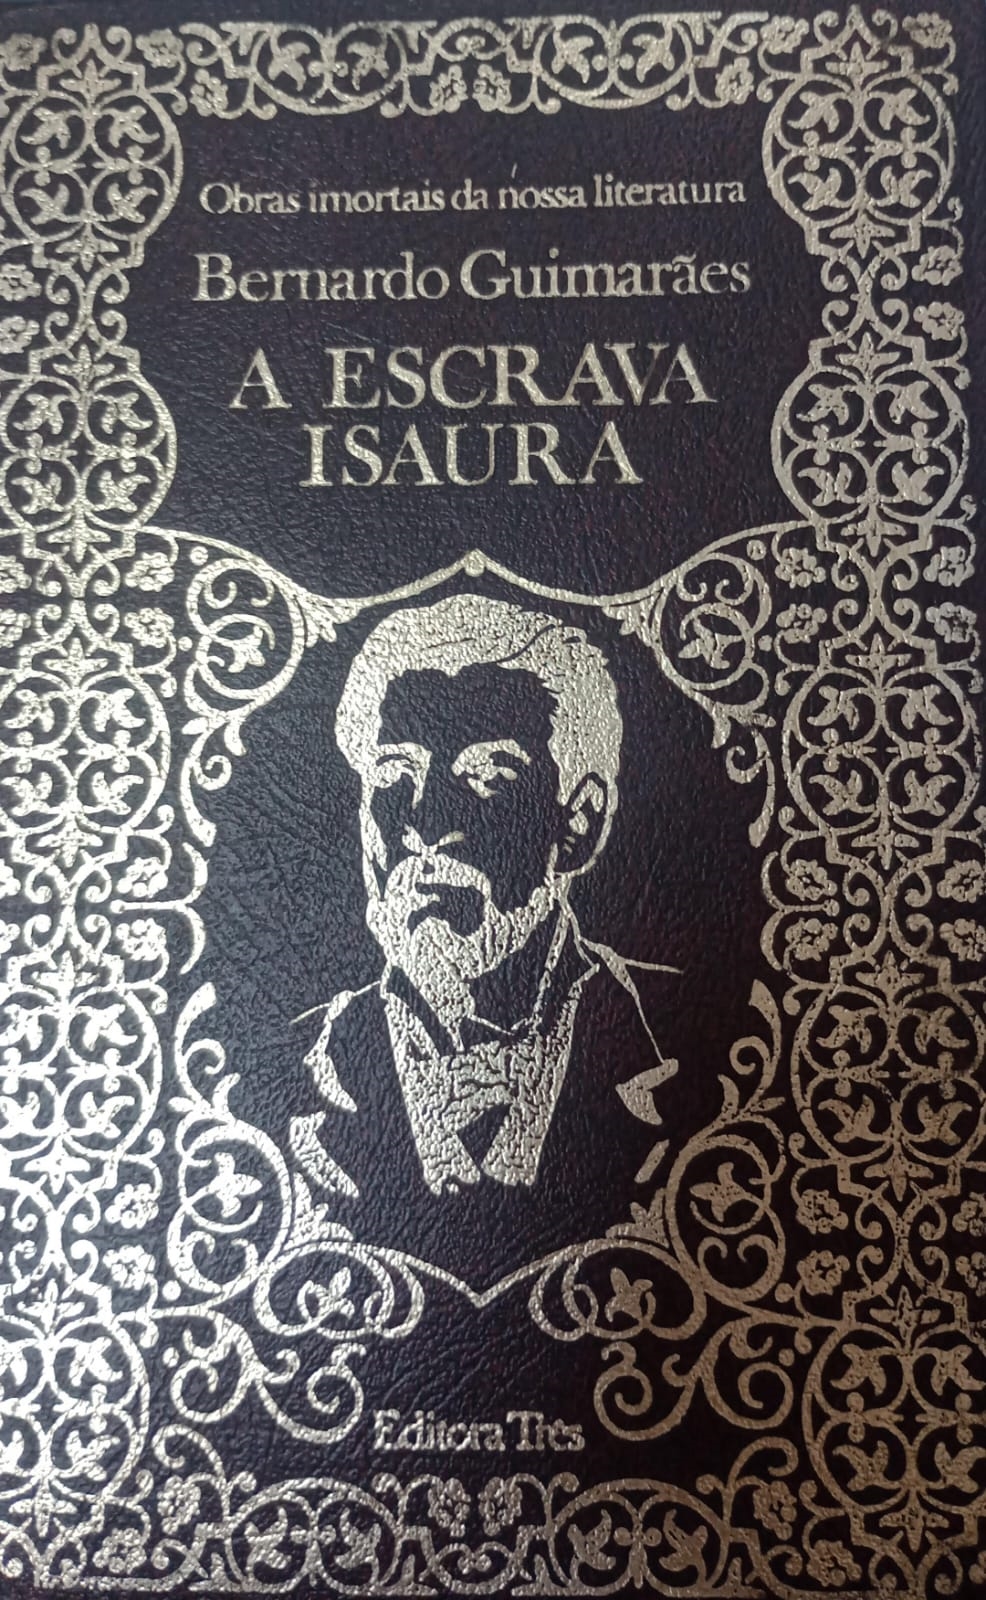 Obras imortais da nossa literatura
Bernardo Guimarães
A ESCRAVA
ISAURA
Editora Três